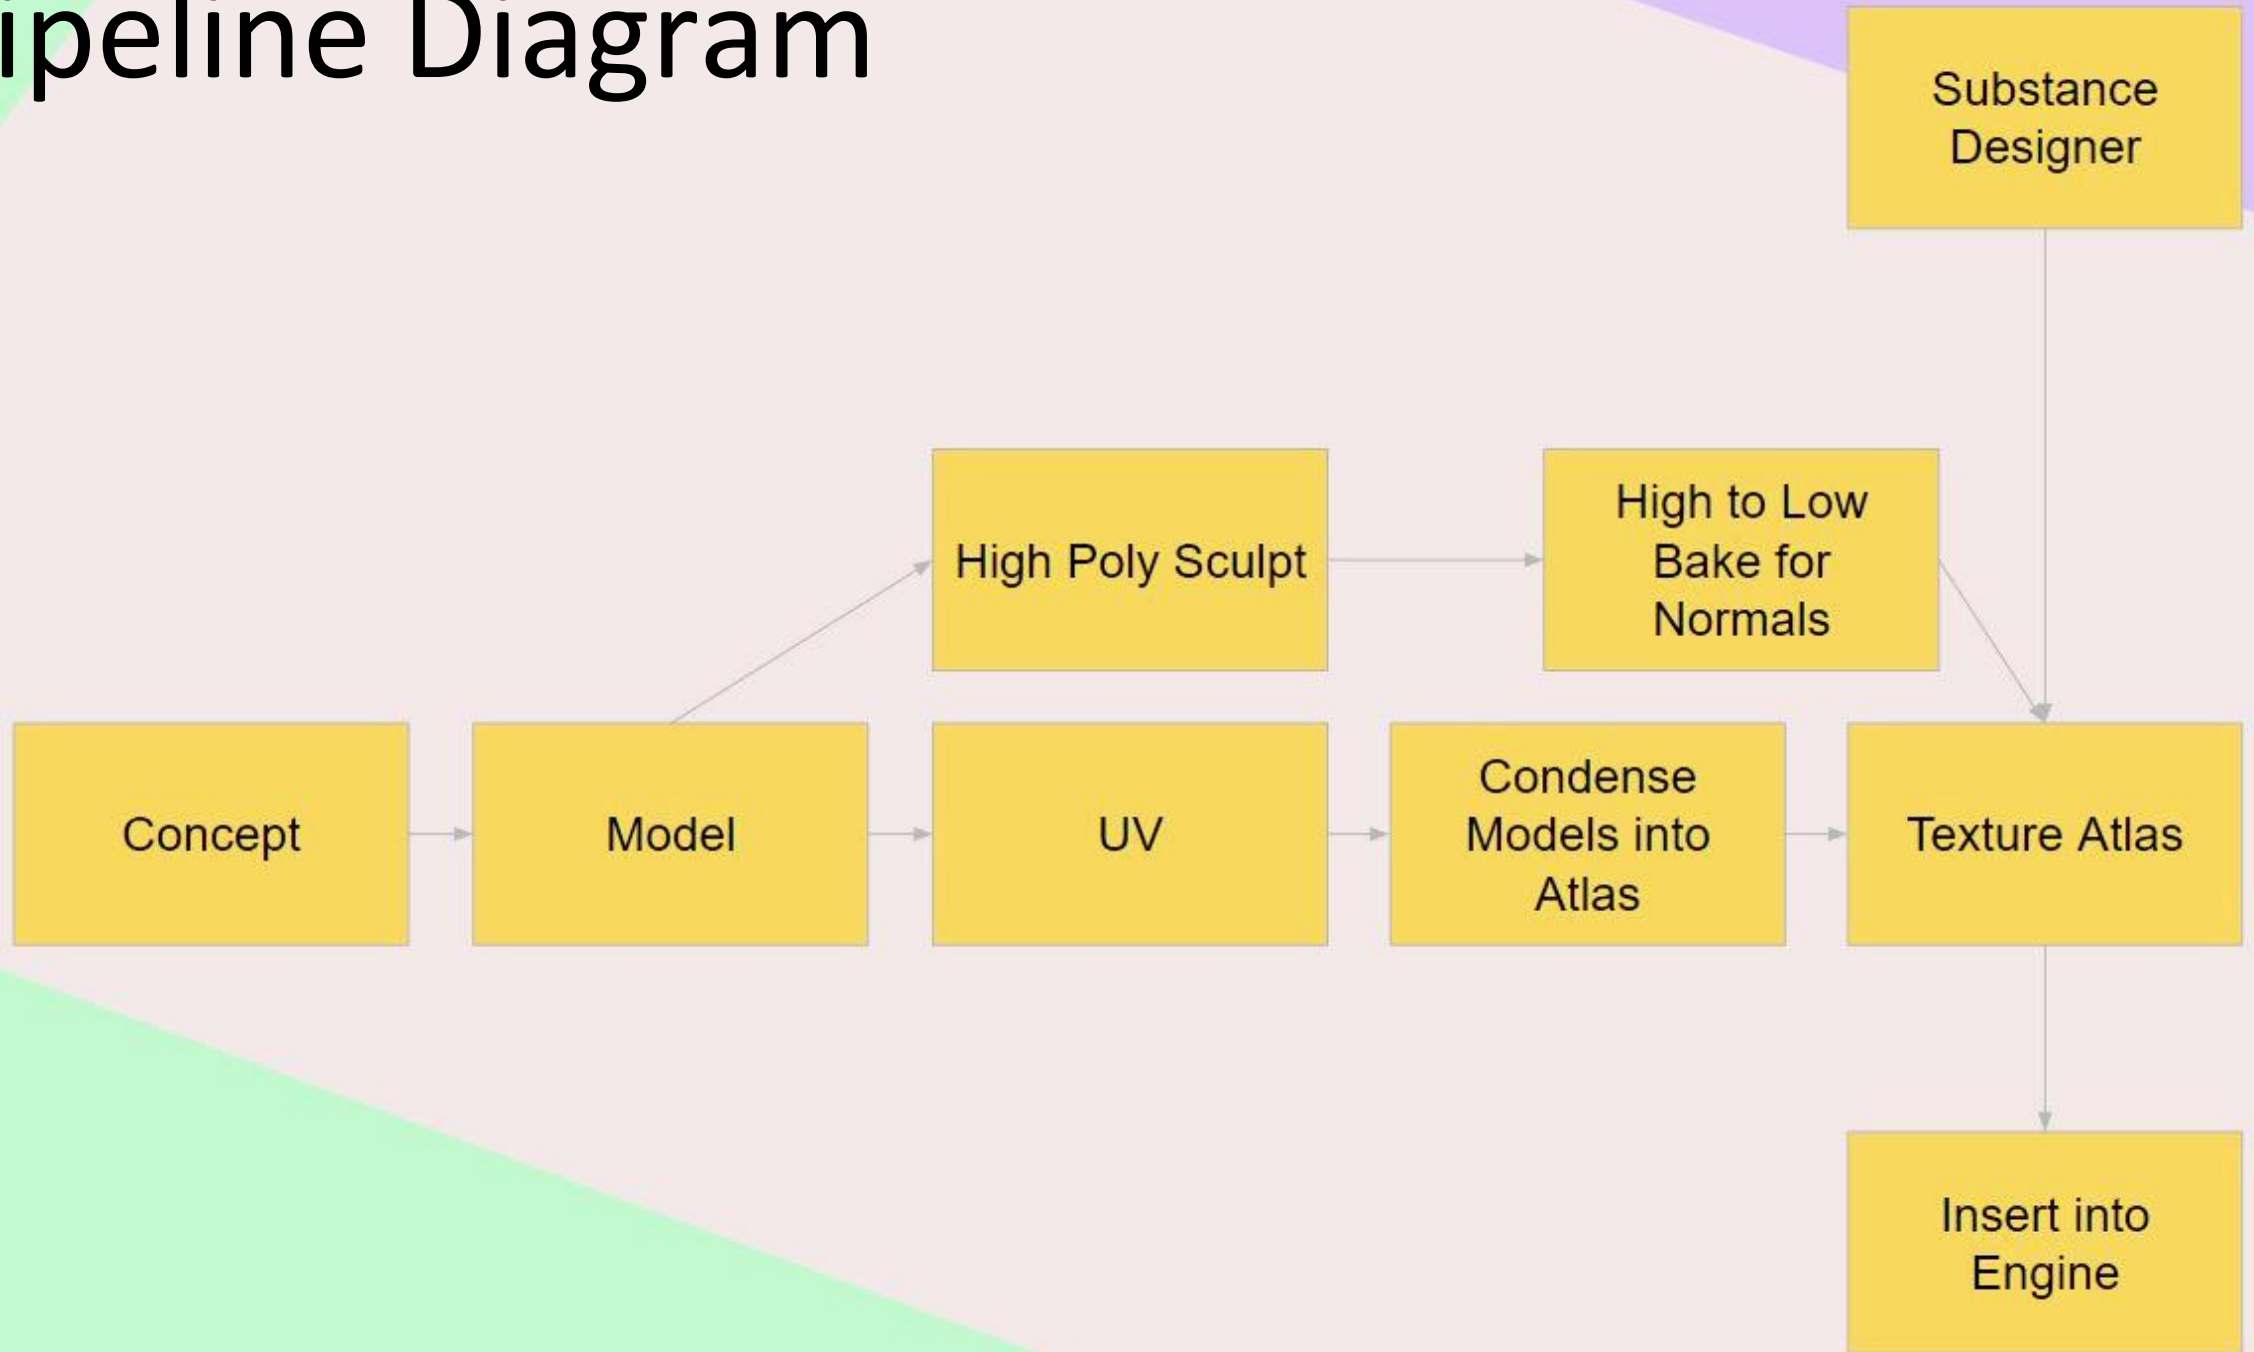 ipeline Diagram
Substance
Designer
High Poly Sculpt
High to Low
Bake for
Normals
Concept
Model
UV
Condense
Models into
Atlas
Texture Atlas
Insert into
Engine